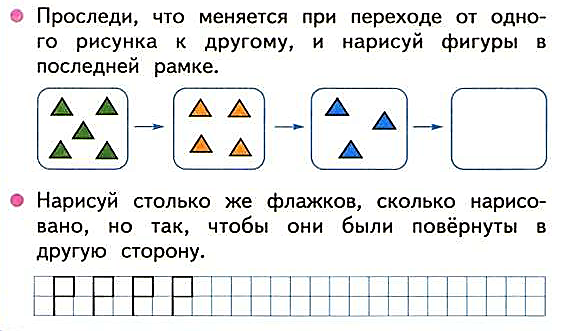 Проследи, что меняется при переходе от одно-
го рисунка к другому, и нарисуй фигуры в
последней рамке.
Нарисуй столько же флажков, сколько нарисо-
вано, но так, чтобы они были повёрнуты в
другую сторону.